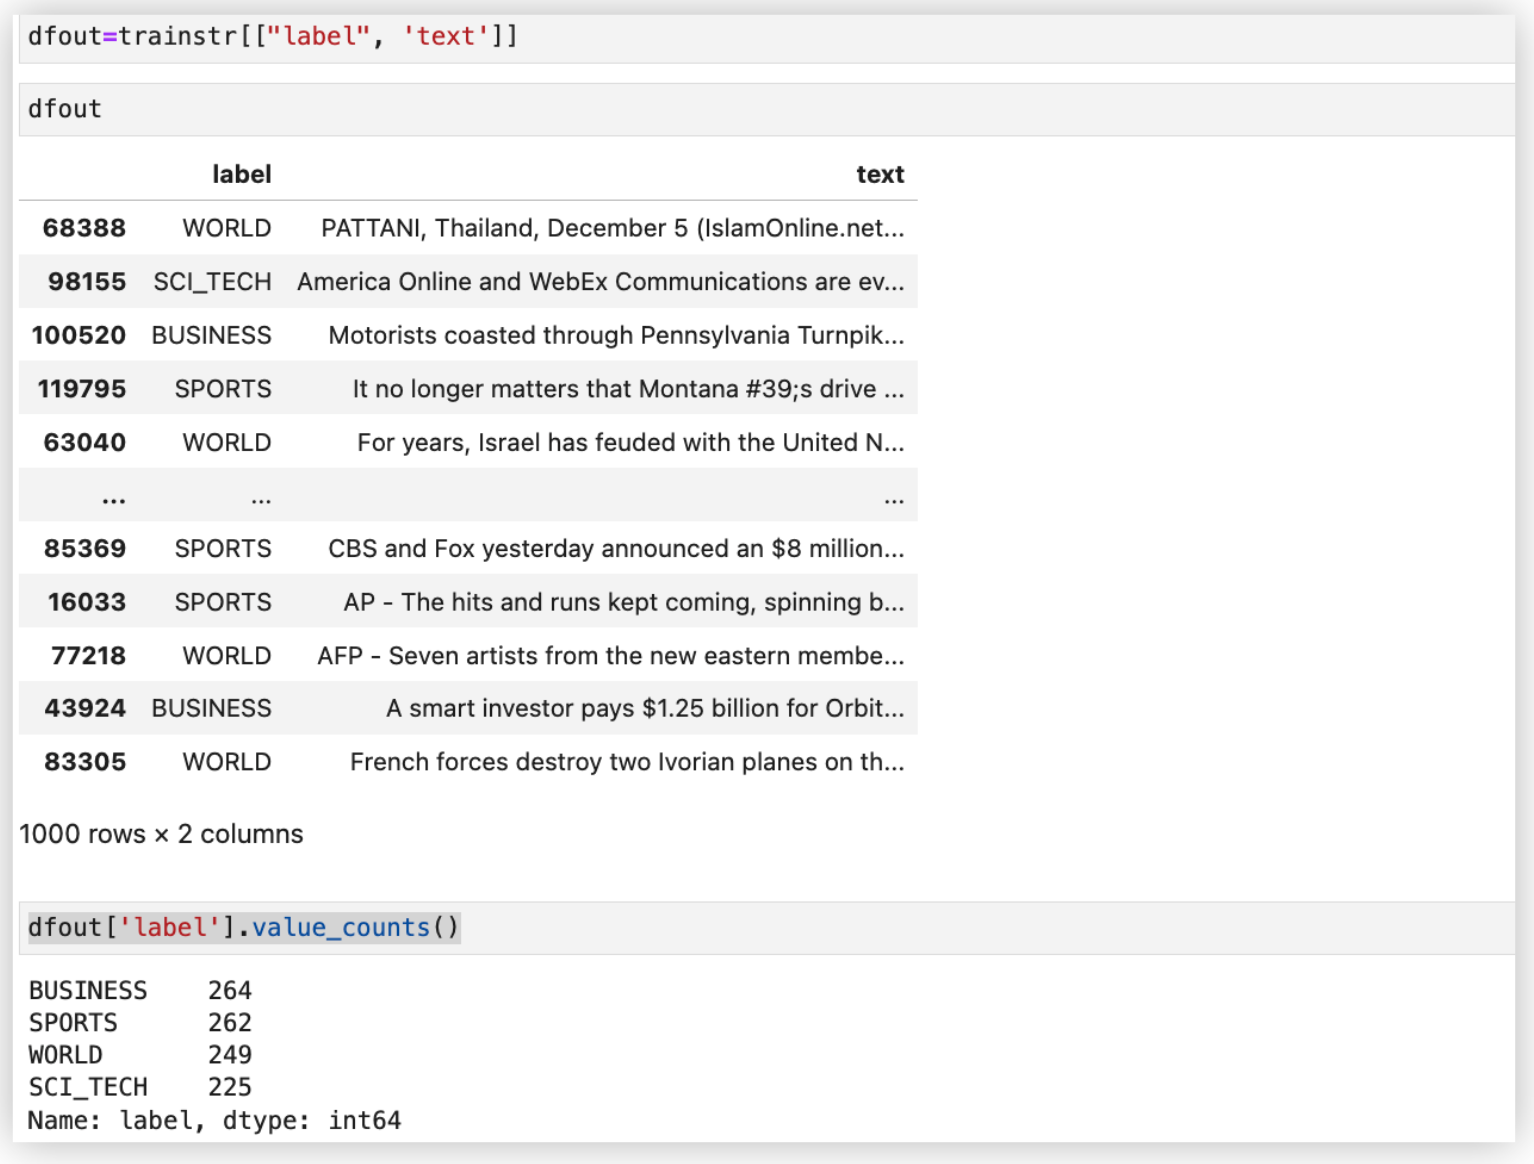 dfout=trainstr[["label", 'text']]
dfout
label text
68388 WORLD PATTANI, Thailand, December 5 (IslamOnline.net...
98155 SCI_TECH America Online and WebEx Communications are ev...
100520 BUSINESS Motorists coasted through Pennsylvania Turnpik...
119795 SPORTS It no longer matters that Montana #39;s drive ...
63040 WORLD For years, Israel has feuded with the United N...
... ... ...
85369 SPORTS CBS and Fox yesterday announced an $8 million...
16033 SPORTS AP - The hits and runs kept coming, spinning b...
77218 WORLD AFP - Seven artists from the new eastern membe...
43924 BUSINESS A smart investor pays $1.25 billion for Orbit...
83305 WORLD French forces destroy two Ivorian planes on th...
1000 rows × 2 columns
dfout['label'].value_counts()
BUSINESS 264
SPORTS 262
WORLD 249
SCI_TECH 225
Name: label, dtype: int64